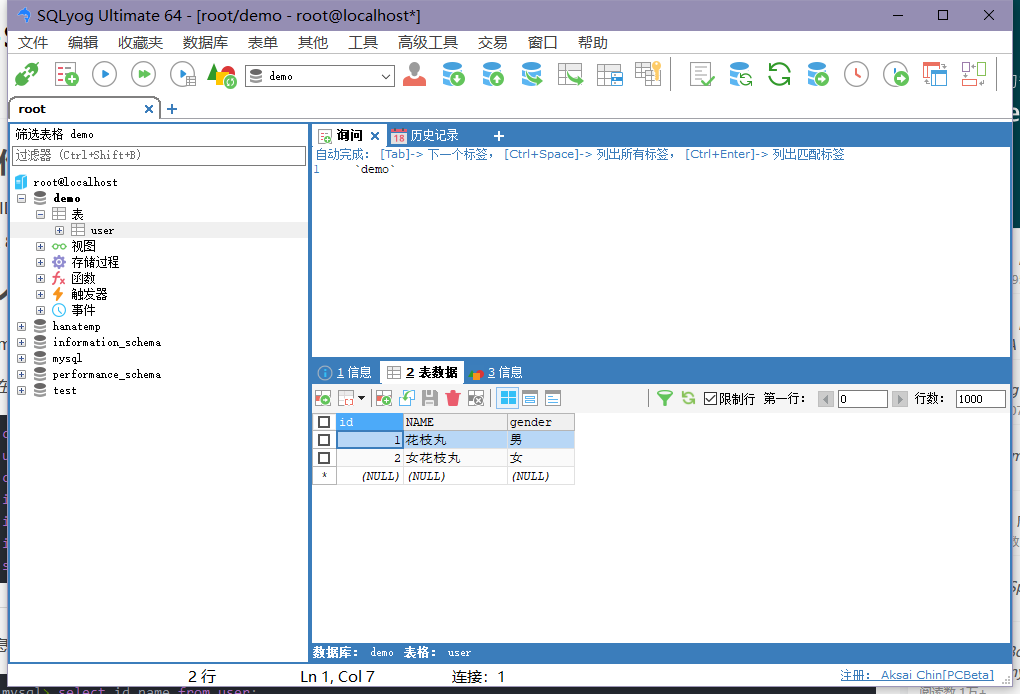 SQLyog Ultimate 64 - [root/demo - root@localhost*]
文件 编辑 收藏夹 数据库 表单 其他 工具 高级工具 交易 窗口 帮助
demo
root
筛选表格 demo
过滤器 (Ctrl+Shift+B)
root@localhost
demo
表
user
视图
存储过程
函数
触发器
事件
hanatemp
information_schema
mysql
performance_schema
test
询问 18 历史记录
自动完成: [Tab]-> 下一个标签, [Ctrl+Space]-> 列出所有标签, [Ctrl+Enter]-> 列出匹配标签
1 `demo`
1 信息 2 表数据 3 信息
限制行 第一行: 0 行数: 1000
id NAME gender
1 花枝丸 男
2 女花枝丸 女
* (NULL) (NULL) (NULL)
数据库: demo 表格: user
2 行 Ln 1, Col 7 连接: 1 注册: Aksai Chin[PCBeta]
mysql> select id,name from user;